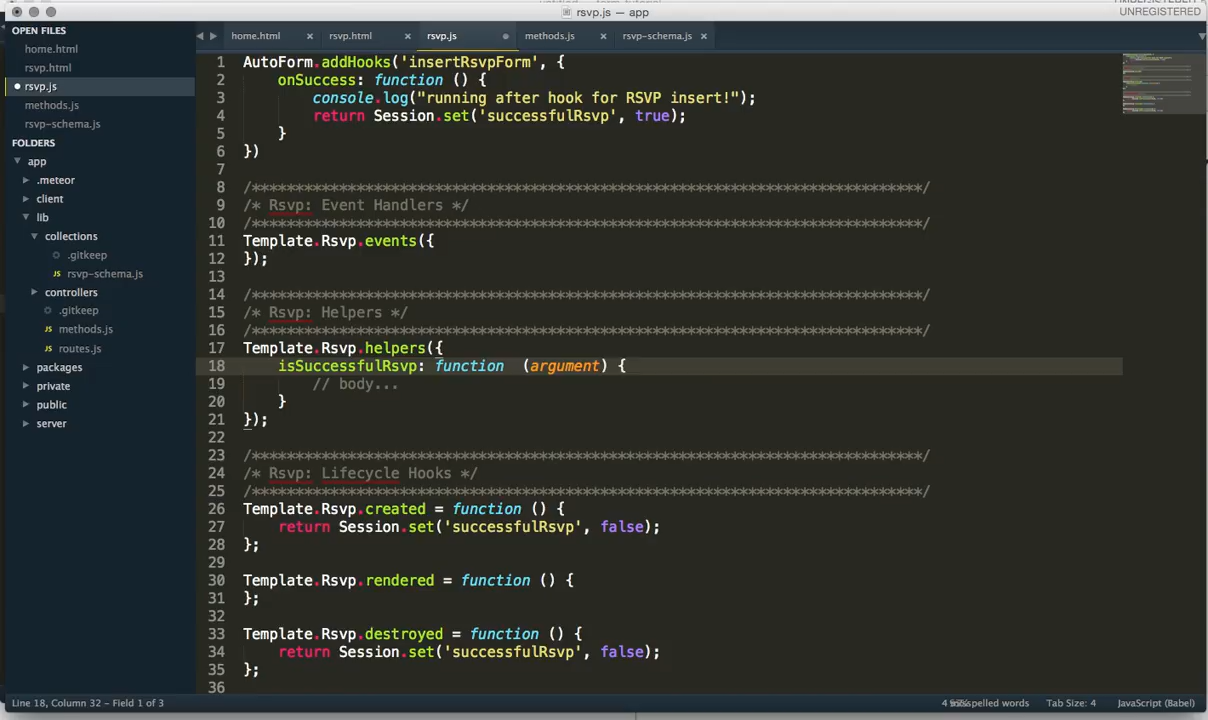 rsvp.js — app
UNREGISTERED
OPEN FILES
home.html
rsvp.html
rsvp.js
methods.js
rsvp-schema.js
FOLDERS
app
.meteor
client
lib
collections
.gitkeep
rsvp-schema.js
controllers
.gitkeep
methods.js
routes.js
packages
private
public
server
home.html
rsvp.html
rsvp.js
methods.js
rsvp-schema.js
1 AutoForm.addHooks('insertRsvpForm', {
2 onSuccess: function () {
3 console.log("running after hook for RSVP insert!");
4 return Session.set('successfulRsvp', true);
5 }
6 })
7
8 /******************************************************************************/
9 /* Rsvp: Event Handlers */
10 /******************************************************************************/
11 Template.Rsvp.events({
12 });
13
14 /******************************************************************************/
15 /* Rsvp: Helpers */
16 /******************************************************************************/
17 Template.Rsvp.helpers({
18 isSuccessfulRsvp: function  (argument) {
19 // body...
20 }
21 });
22
23 /******************************************************************************/
24 /* Rsvp: Lifecycle Hooks */
25 /******************************************************************************/
26 Template.Rsvp.created = function () {
27 return Session.set('successfulRsvp', false);
28 };
29
30 Template.Rsvp.rendered = function () {
31 };
32
33 Template.Rsvp.destroyed = function () {
34 return Session.set('successfulRsvp', false);
35 };
36
Line 18, Column 32 - Field 1 of 3
Tab Size: 4
JavaScript (Babel)